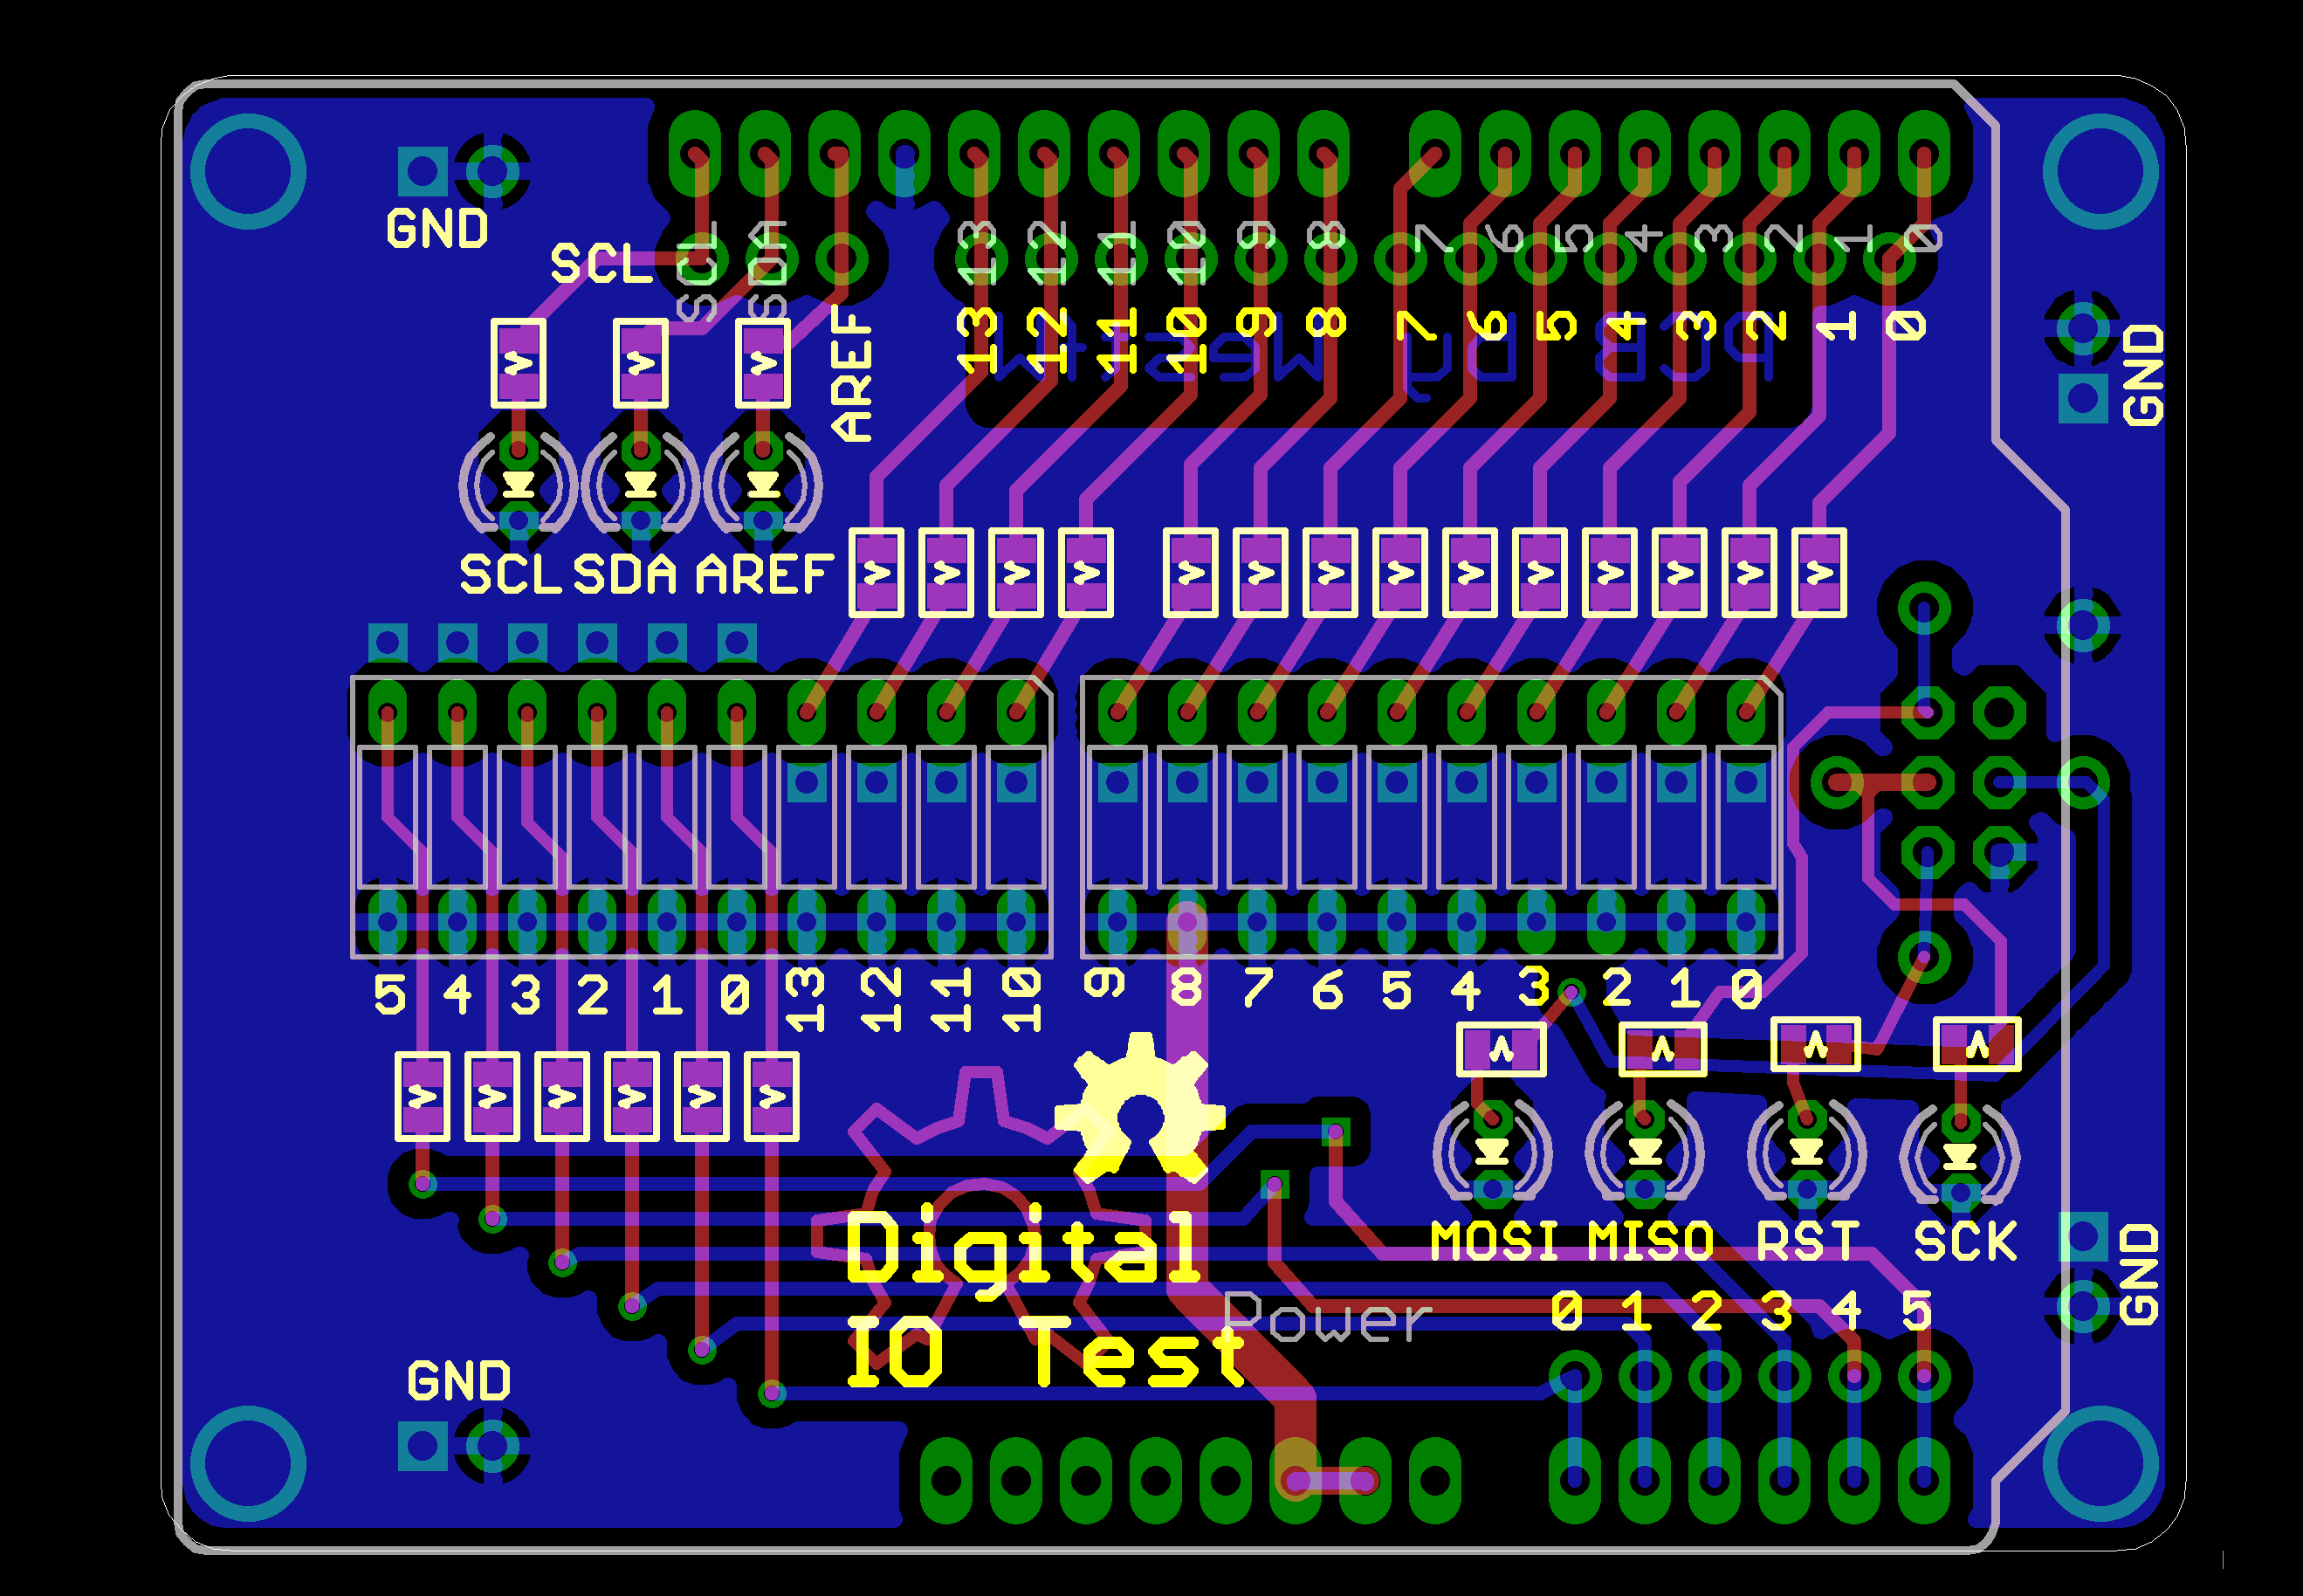 GND
SCL
SCL SDA 13 12 11 10 9 8 7 6 5 4 3 2 1 0
AREF
13 12 11 10 9 8 7 6 5 4 3 2 1 0
GND
SCL SDA AREF
5 4 3 2 1 0 13 12 11 10 9 8 7 6 5 4 3 2 1 0
MOSI MISO RST SCK
GND
Digital
IO Test
Power
0 1 2 3 4 5
GND